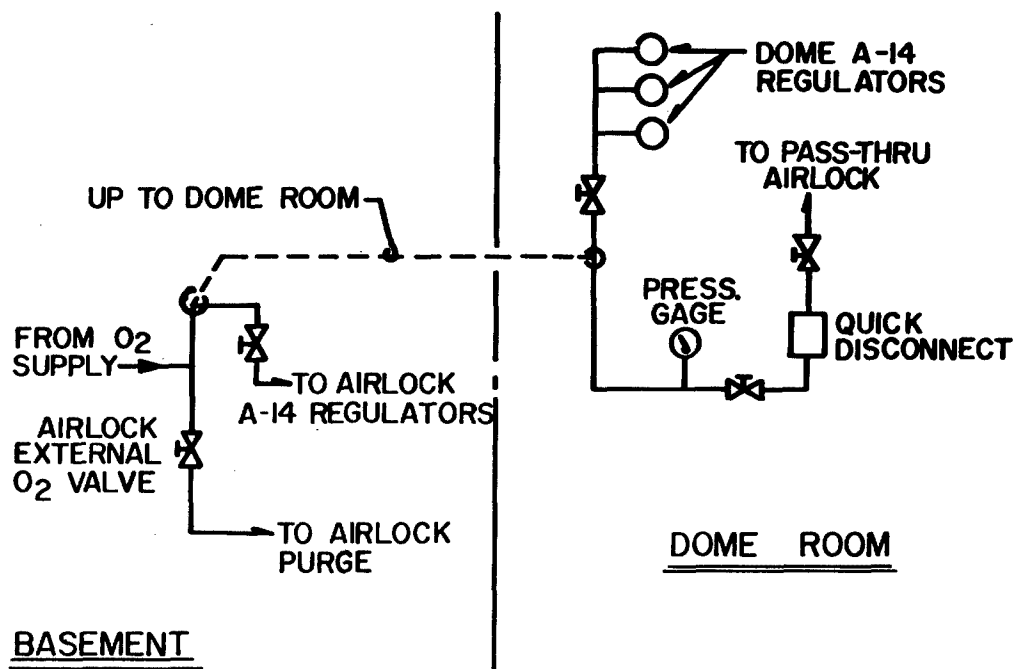 DOME A-14
REGULATORS
TO PASS-THRU
AIRLOCK
UP TO DOME ROOM
PRESS.
GAGE
QUICK
DISCONNECT
FROM O2
SUPPLY
TO AIRLOCK
A-14 REGULATORS
AIRLOCK
EXTERNAL
O2 VALVE
TO AIRLOCK
PURGE
DOME ROOM
BASEMENT